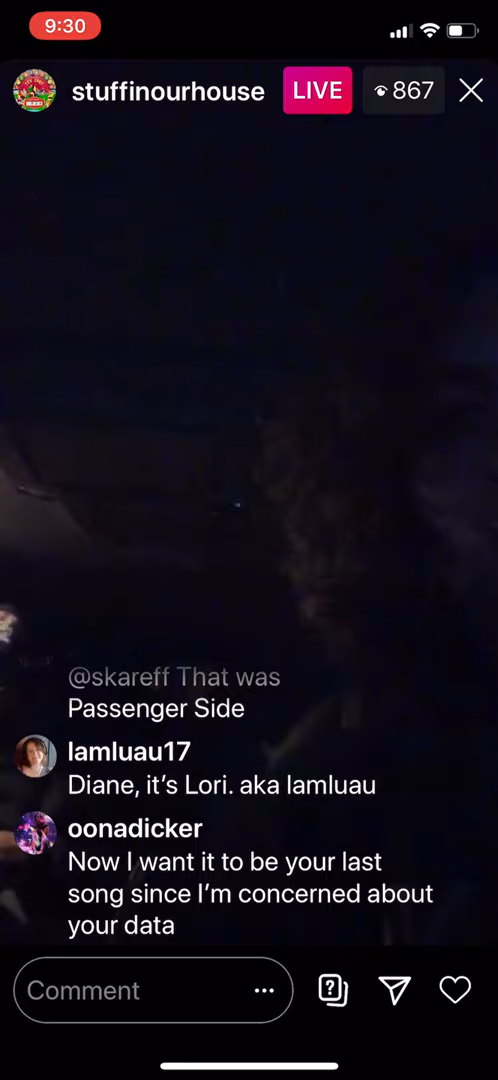 9:30
stuffinourhouse
LIVE
867
@skareff That was
Passenger Side
lamluau17
Diane, it's Lori. aka lamluau
oonadicker
Now I want it to be your last
song since I'm concerned about
your data
Comment